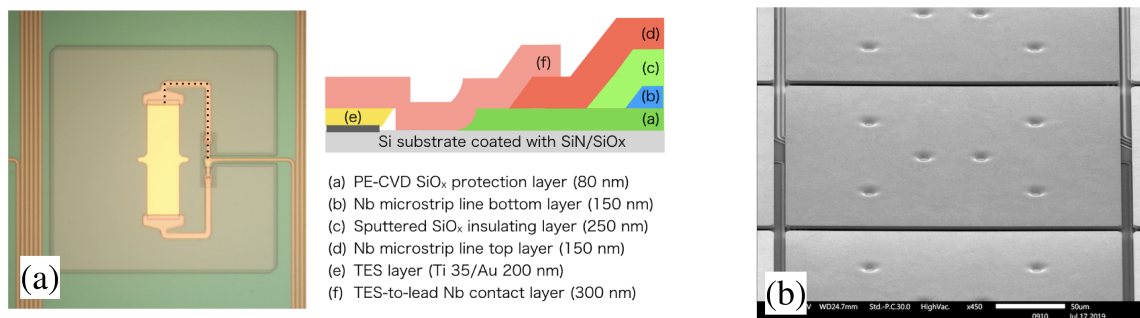 (d)
(f)
(c)
(b)
(e)
(a)
Si substrate coated with SiN/SiOx
(a) PE-CVD SiOₓ protection layer (80 nm)
(b) Nb microstrip line bottom layer (150 nm)
(c) Sputtered SiOₓ insulating layer (250 nm)
(d) Nb microstrip line top layer (150 nm)
(e) TES layer (Ti 35/Au 200 nm)
(f) TES-to-lead Nb contact layer (300 nm)
(a)
(b)
V WD24.7mm Std.-P.C.30.0 HighVac. x450 50um
0910 Jul.17.2019